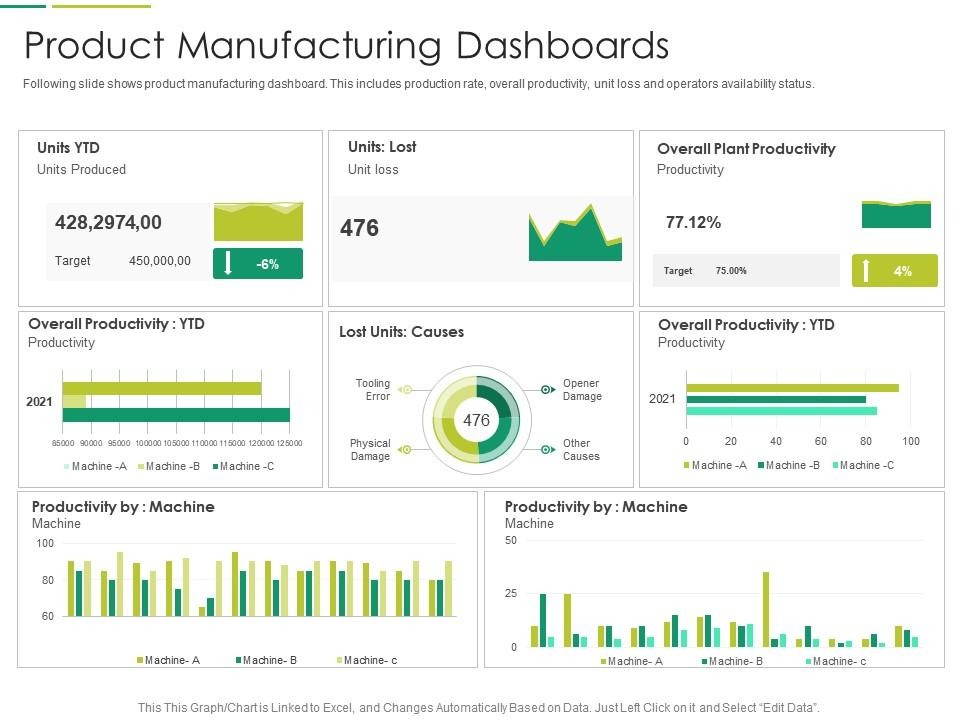 Product Manufacturing Dashboards
Following slide shows product manufacturing dashboard. This includes production rate, overall productivity, unit loss and operators availability status.
Units YTD
Units Produced
428,2974,00
Target 450,000,00
-6%
Units: Lost
Unit loss
476
Overall Plant Productivity
Productivity
77.12%
Target 75.00%
4%
Overall Productivity : YTD
Productivity
2021
85000 90000 95000 100000 105000 110000 115000 120000 125000
Machine -A Machine -B Machine -C
Lost Units: Causes
Tooling
Error
Opener
Damage
476
Physical
Damage
Other
Causes
Overall Productivity : YTD
Productivity
2021
0 20 40 60 80 100
Machine -A Machine -B Machine -C
Productivity by : Machine
Machine
100
80
60
Machine- A Machine- B Machine- c
Productivity by : Machine
Machine
50
25
0
Machine- A Machine- B Machine- c
This This Graph/Chart is Linked to Excel, and Changes Automatically Based on Data. Just Left Click on it and Select “Edit Data”.